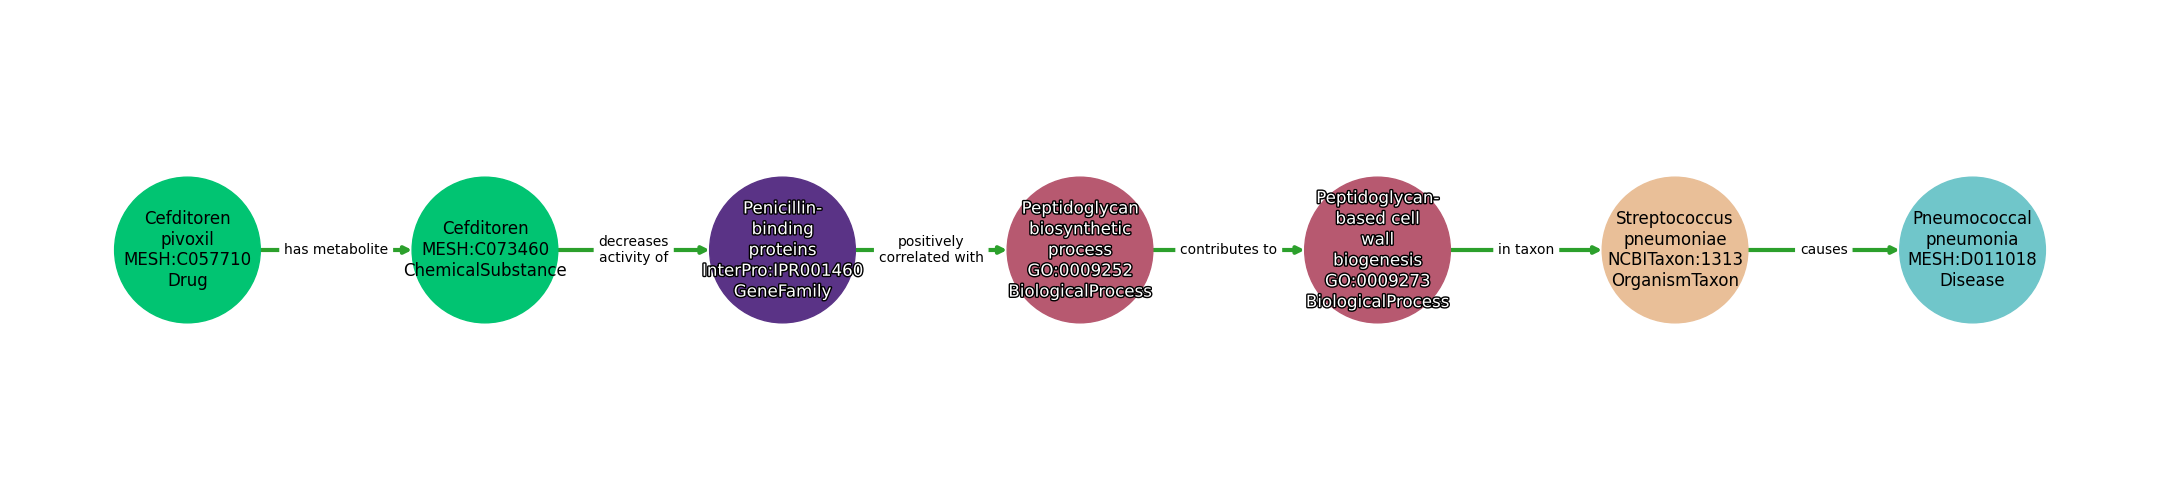 Cefditoren
pivoxil
MESH:C057710
Drug
has metabolite
Cefditoren
MESH:C073460
ChemicalSubstance
decreases
activity of
Penicillin-
binding
proteins
InterPro:IPR001460
GeneFamily
positively
correlated with
Peptidoglycan
biosynthetic
process
GO:0009252
BiologicalProcess
contributes to
Peptidoglycan-
based cell
wall
biogenesis
GO:0009273
BiologicalProcess
in taxon
Streptococcus
pneumoniae
NCBITaxon:1313
OrganismTaxon
causes
Pneumococcal
pneumonia
MESH:D011018
Disease